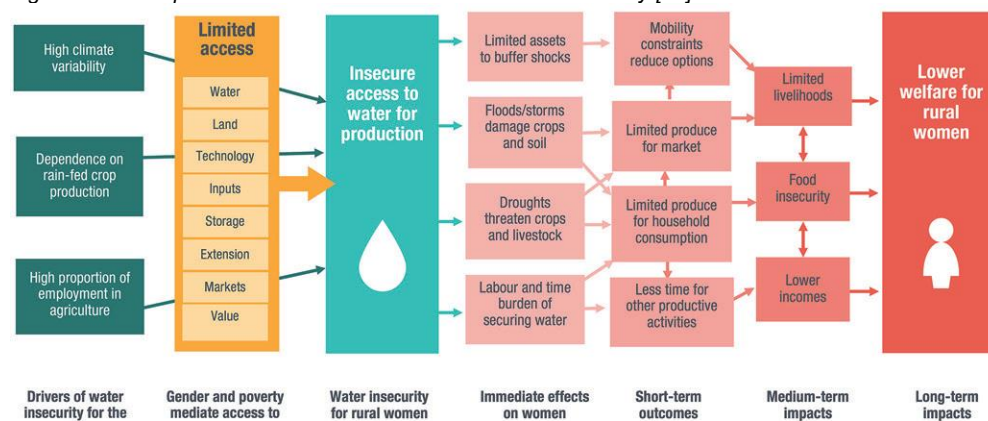 High climate
variability
Dependence on
rain-fed crop
production
High proportion of
employment in
agriculture
Limited
access
Water
Land
Technology
Inputs
Storage
Extension
Markets
Value
Insecure
access to
water for
production
Limited assets
to buffer shocks
Floods/storms
damage crops
and soil
Droughts
threaten crops
and livestock
Labour and time
burden of
securing water
Mobility
constraints
reduce options
Limited produce
for market
Limited produce
for household
consumption
Less time for
other productive
activities
Limited
livelihoods
Food
insecurity
Lower
incomes
Lower
welfare for
rural
women
Drivers of water
insecurity for the
Gender and poverty
mediate access to
Water insecurity
for rural women
Immediate effects
on women
Short-term
outcomes
Medium-term
impacts
Long-term
impacts